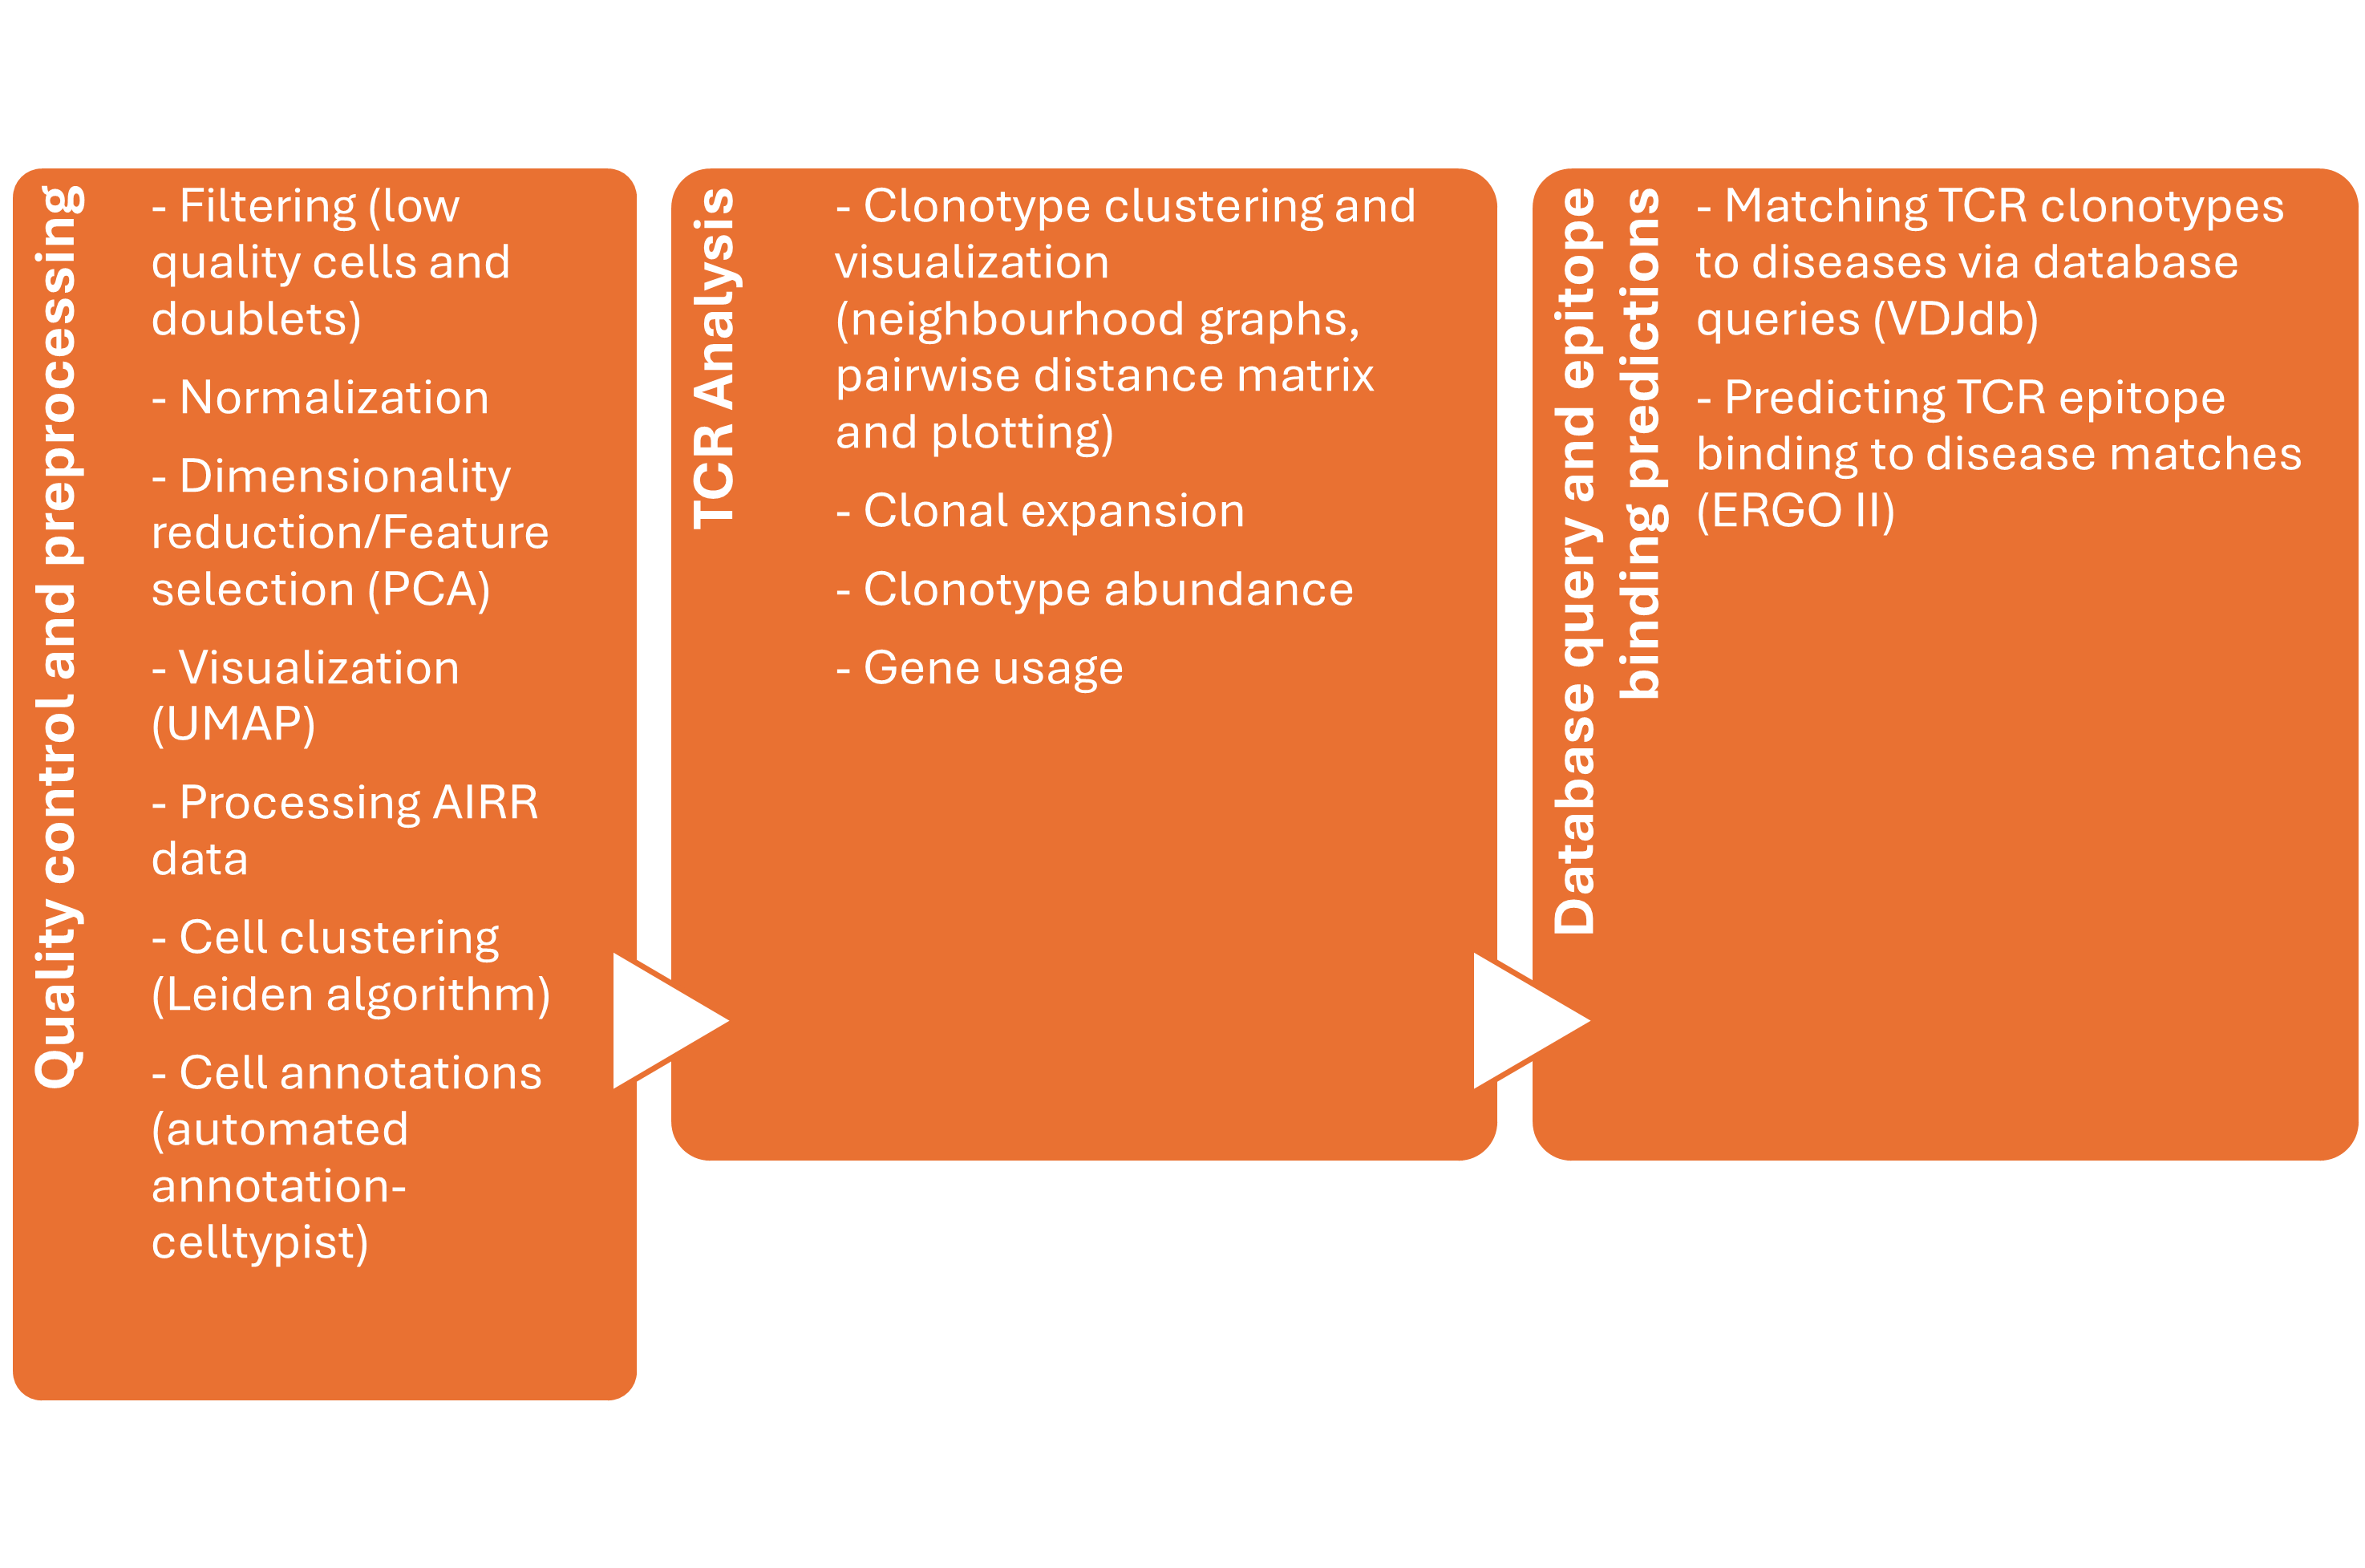 Quality control and preprocessing
- Filtering (low
quality cells and
doublets)
- Normalization
- Dimensionality
reduction/Feature
selection (PCA)
- Visualization
(UMAP)
- Processing AIRR
data
- Cell clustering
(Leiden algorithm)
- Cell annotations
(automated
annotation-
celltypist)
TCR Analysis
- Clonotype clustering and
visualization
(neighbourhood graphs,
pairwise distance matrix
and plotting)
- Clonal expansion
- Clonotype abundance
- Gene usage
Database query and epitope
binding predictions
- Matching TCR clonotypes
to diseases via database
queries (VDJdb)
- Predicting TCR epitope
binding to disease matches
(ERGO II)